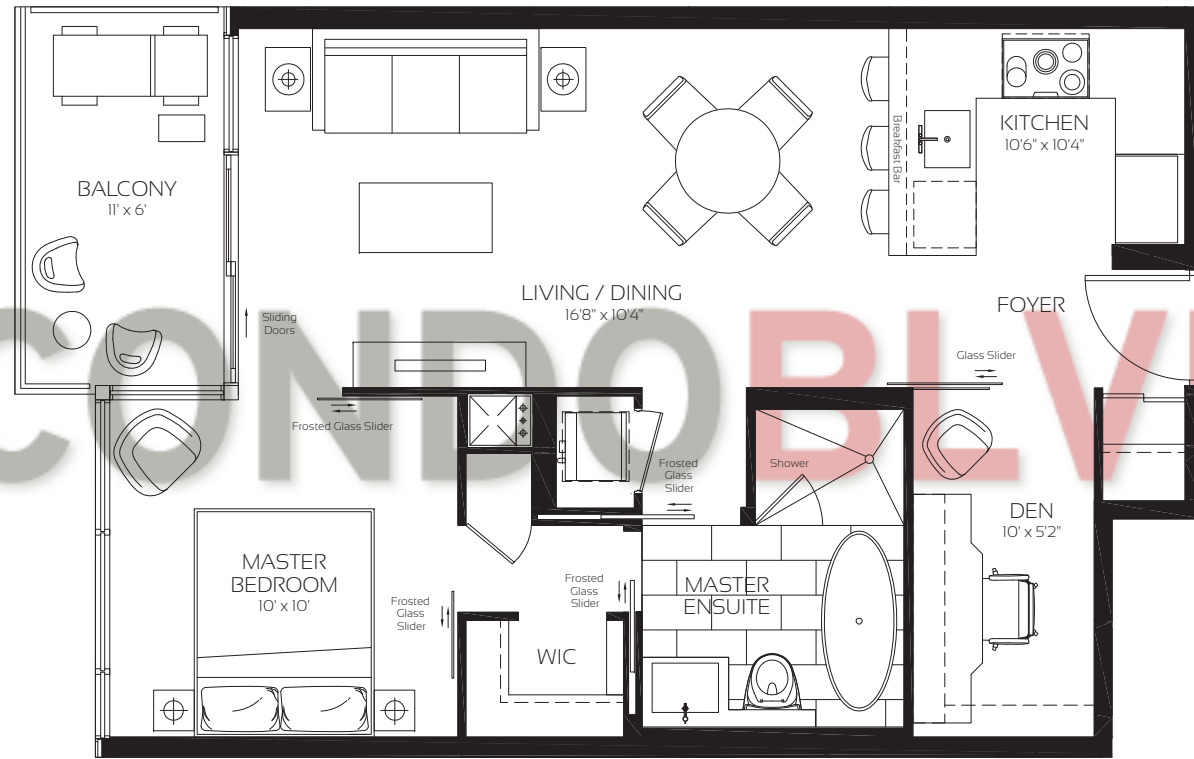 BALCONY
11' x 6'
Sliding
Doors
LIVING / DINING
16'8" x 10'4"
Breakfast Bar
KITCHEN
10'6" x 10'4"
FOYER
Glass Slider
CONDOBLV
Frosted Glass Slider
Frosted
Glass
Slider
Shower
DEN
10' x 5'2"
MASTER
BEDROOM
10' x 10'
Frosted
Glass
Slider
Frosted
Glass
Slider
WIC
MASTER
ENSUITE